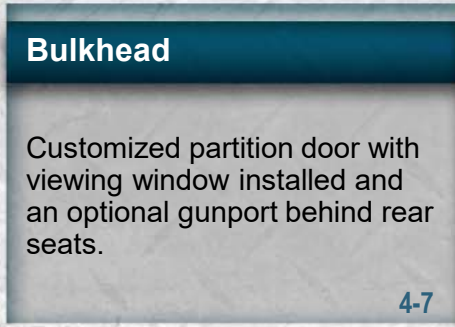 Bulkhead
Customized partition door with
viewing window installed and
an optional gunport behind rear
seats.
4-7